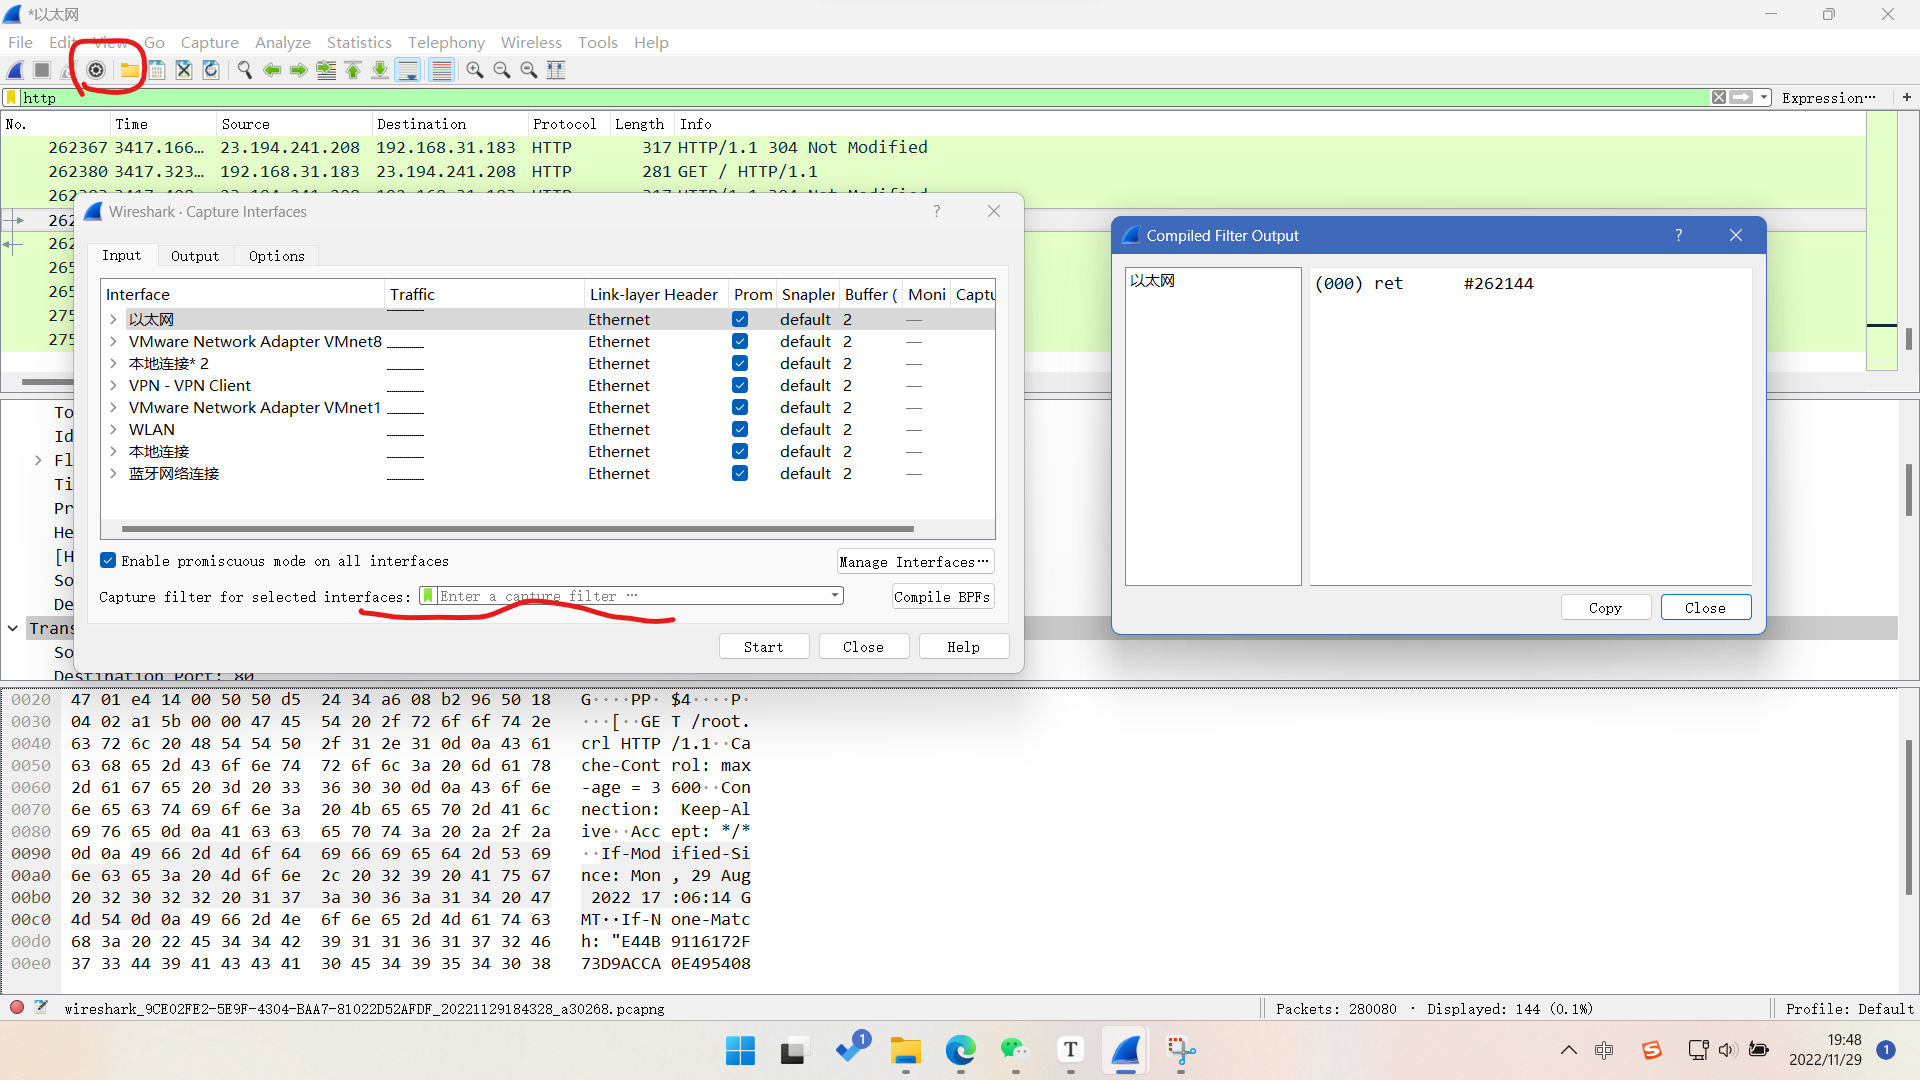 *以太网
File Edit View Go Capture Analyze Statistics Telephony Wireless Tools Help
http
Expression…
+
No. Time Source Destination Protocol Length Info
262367 3417.166… 23.194.241.208 192.168.31.183 HTTP 317 HTTP/1.1 304 Not Modified
262380 3417.323… 192.168.31.183 23.194.241.208 HTTP 281 GET / HTTP/1.1
262383 3417.408… 23.194.241.208 192.168.31.183 HTTP 317 HTTP/1.1 304 Not Modified
262
262
265
265
275
275
Wireshark · Capture Interfaces
?
Input Output Options
Interface Traffic Link-layer Header Prom Snaplen Buffer ( Moni Captu
以太网 Ethernet default 2 —
VMware Network Adapter VMnet8 Ethernet default 2 —
本地连接* 2 Ethernet default 2 —
VPN - VPN Client Ethernet default 2 —
VMware Network Adapter VMnet1 Ethernet default 2 —
WLAN Ethernet default 2 —
本地连接 Ethernet default 2 —
蓝牙网络连接 Ethernet default 2 —
Enable promiscuous mode on all interfaces
Manage Interfaces…
Capture filter for selected interfaces: Enter a capture filter …
Compile BPFs
Start Close Help
Compiled Filter Output
?
以太网
(000) ret #262144
Copy Close
To
Id
Fl
Ti
Pr
He
[H
So
De
Trans
So
Destination Port: 80
0020 47 01 e4 14 00 50 50 d5 24 34 a6 08 b2 96 50 18 G····PP· $4····P·
0030 04 02 a1 5b 00 00 47 45 54 20 2f 72 6f 6f 74 2e ···[··GE T /root.
0040 63 72 6c 20 48 54 54 50 2f 31 2e 31 0d 0a 43 61 crl HTTP /1.1··Ca
0050 63 68 65 2d 43 6f 6e 74 72 6f 6c 3a 20 6d 61 78 che-Cont rol: max
0060 2d 61 67 65 20 3d 20 33 36 30 30 0d 0a 43 6f 6e -age = 3 600··Con
0070 6e 65 63 74 69 6f 6e 3a 20 4b 65 65 70 2d 41 6c nection:  Keep-Al
0080 69 76 65 0d 0a 41 63 63 65 70 74 3a 20 2a 2f 2a ive··Acc ept: */*
0090 0d 0a 49 66 2d 4d 6f 64 69 66 69 65 64 2d 53 69 ··If-Mod ified-Si
00a0 6e 63 65 3a 20 4d 6f 6e 2c 20 32 39 20 41 75 67 nce: Mon , 29 Aug
00b0 20 32 30 32 32 20 31 37 3a 30 36 3a 31 34 20 47  2022 17 :06:14 G
00c0 4d 54 0d 0a 49 66 2d 4e 6f 6e 65 2d 4d 61 74 63 MT··If-N one-Matc
00d0 68 3a 20 22 45 34 34 42 39 31 31 36 31 37 32 46 h: "E44B 9116172F
00e0 37 33 44 39 41 43 43 41 30 45 34 39 35 34 30 38 73D9ACCA 0E495408
wireshark_9CE02FE2-5E9F-4304-BAA7-81022D52AFDF_20221129184328_a30268.pcapng
Packets: 280080 · Displayed: 144 (0.1%)
Profile: Default
1
T
中
S
19:48
2022/11/29
1